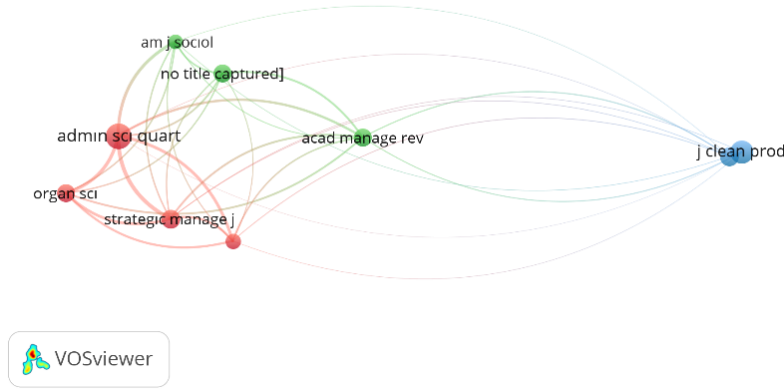 am j sociol
no title captured]
admin sci quart
acad manage rev
j clean prod
organ sci
strategic manage j
VOSviewer